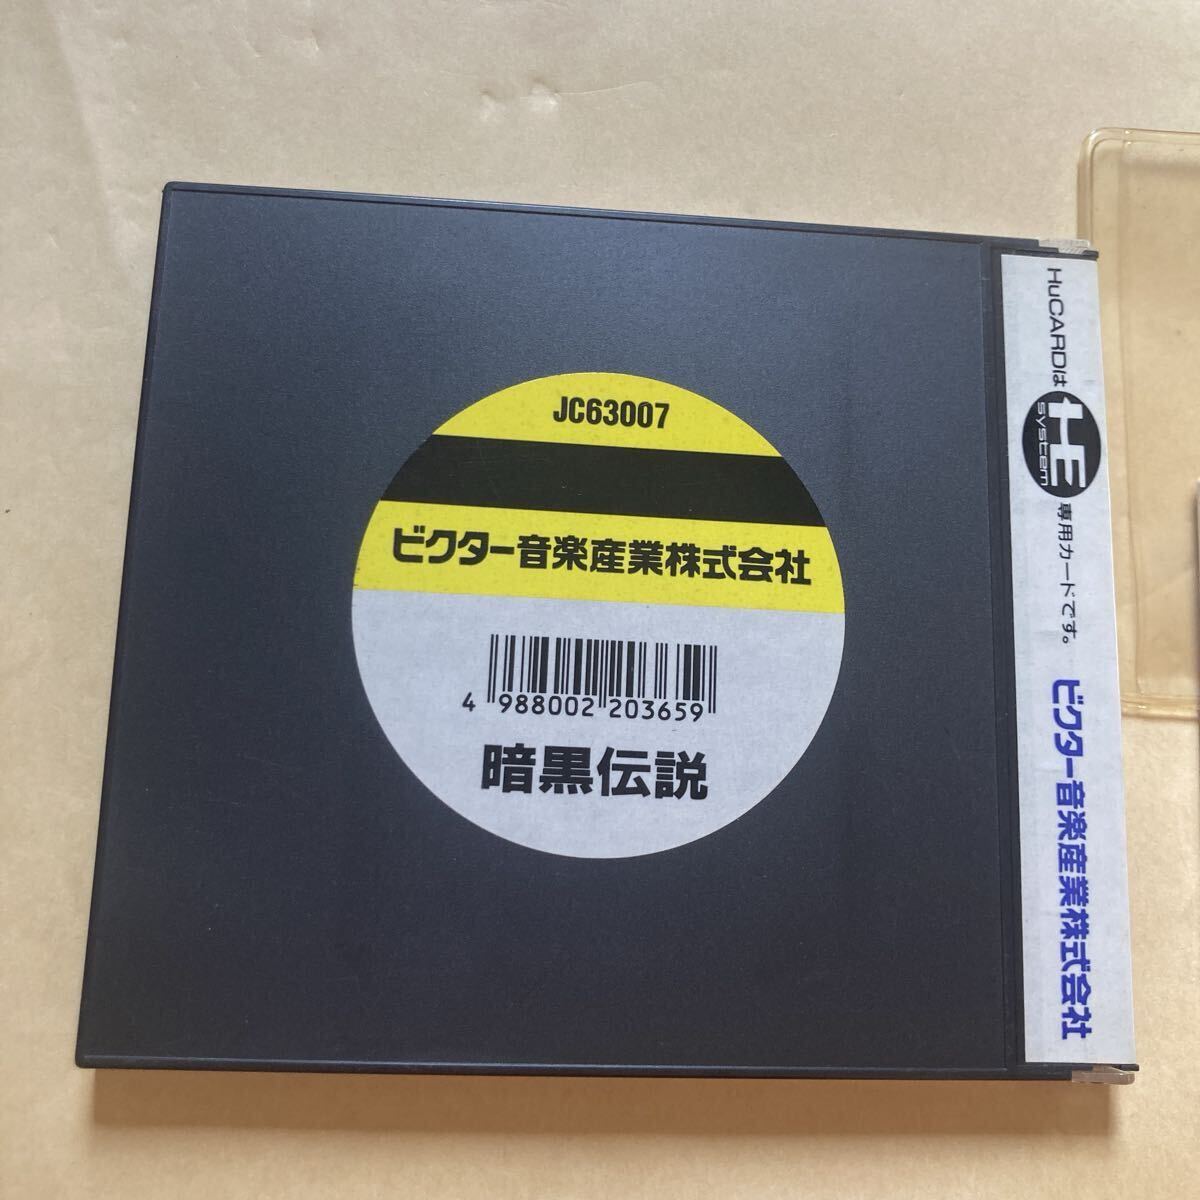 JC63007
ビクター音楽産業株式会社
4 988002 203659
暗黒伝説
HuCARDは HE system 専用カードです。 ビクター音楽産業株式会社